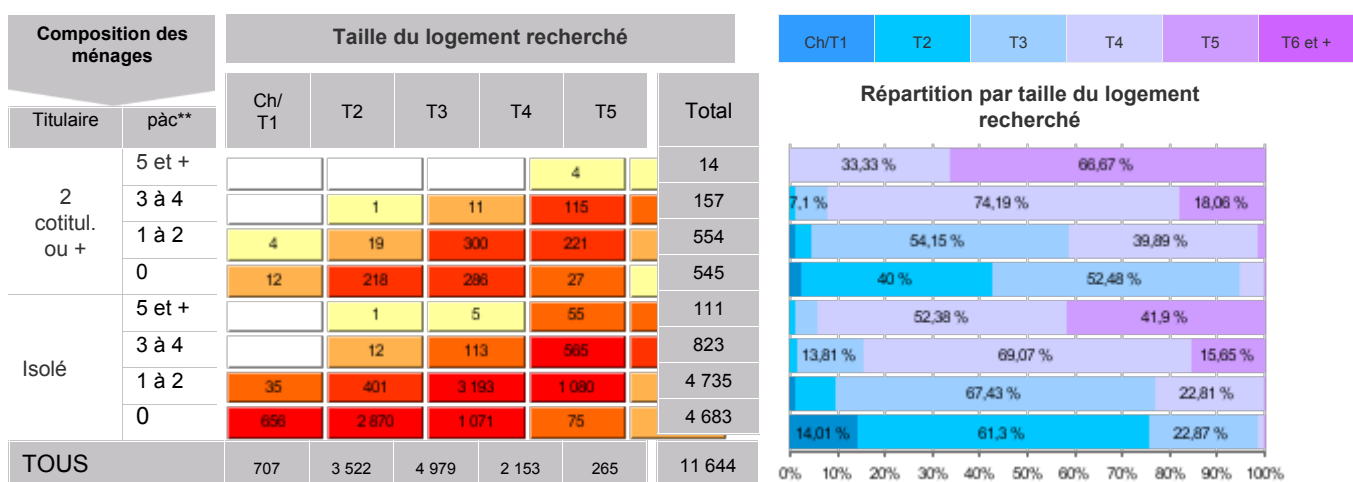 Composition des
ménages
Taille du logement recherché
Titulaire pàc** Ch/ T1 T2 T3 T4 T5 Total
2 cotitul. ou +
5 et + 4 14
3 à 4 1 11 115 157
1 à 2 4 19 300 221 554
0 12 218 286 27 545
Isolé
5 et + 1 5 55 111
3 à 4 12 113 565 823
1 à 2 35 401 3 193 1 080 4 735
0 656 2 870 1 071 75 4 683
TOUS 707 3 522 4 979 2 153 265 11 644
Ch/T1 T2 T3 T4 T5 T6 et +
Répartition par taille du logement
recherché
33,33 % 66,67 %
7,1 % 74,19 % 18,06 %
54,15 % 39,89 %
40 % 52,48 %
52,38 % 41,9 %
13,81 % 69,07 % 15,65 %
67,43 % 22,81 %
14,01 % 61,3 % 22,87 %
0% 10% 20% 30% 40% 50% 60% 70% 80% 90% 100%